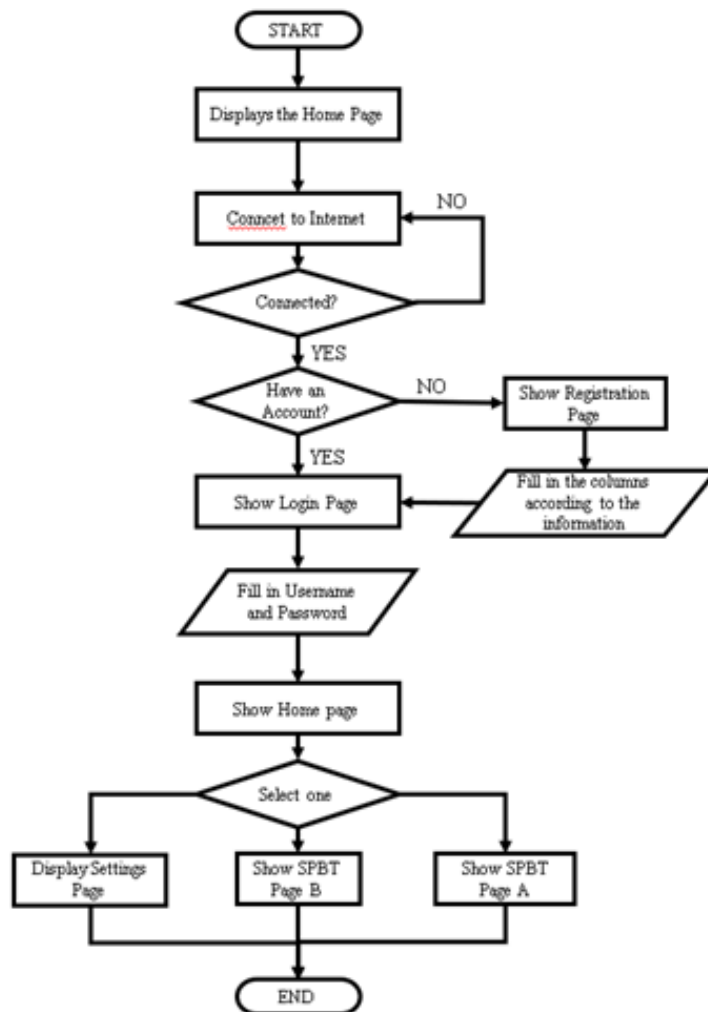 START
Displays the Home Page
Conncet to Internet
NO
Connected?
YES
Have an
Account?
NO
Show Registration
Page
YES
Fill in the columns
according to the
information
Show Login Page
Fill in Username
and Password
Show Home page
Select one
Display Settings
Page
Show SPBT
Page B
Show SPBT
Page A
END